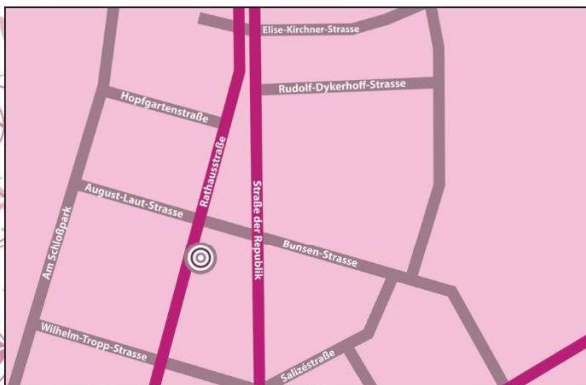 Elise-Kirchner-Strasse
Rudolf-Dykerhoff-Strasse
Hopfgartenstraße
Rathausstraße
August-Laut-Strasse
Straße der Republik
Am Schloßpark
Bunsen-Strasse
Wilhelm-Tropp-Strasse
Salizéstraße